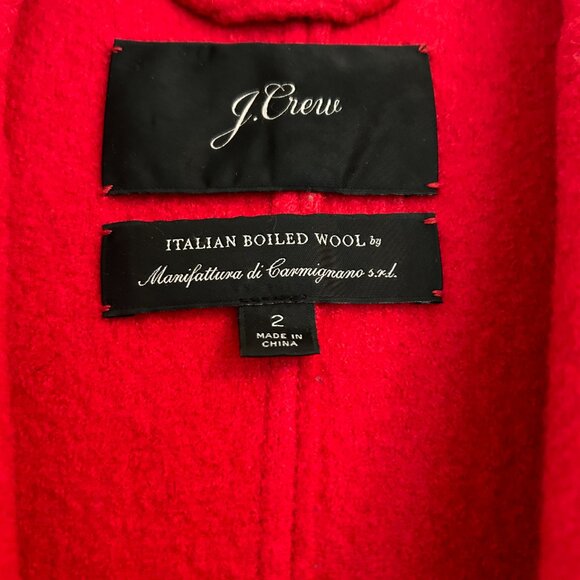 J.Crew
ITALIAN BOILED WOOL by
Manifattura di Carmignano s.r.l.
2
MADE IN
CHINA